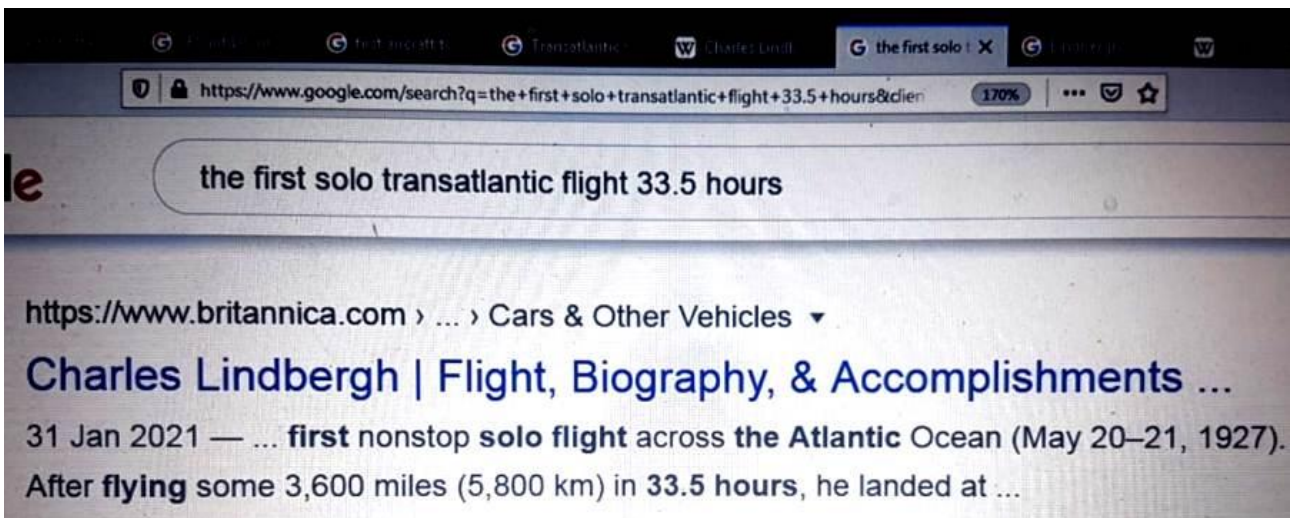 the first solo t
https://www.google.com/search?q=the+first+solo+transatlantic+flight+33.5+hours&clien
170%
le
the first solo transatlantic flight 33.5 hours
https://www.britannica.com › ... › Cars & Other Vehicles
Charles Lindbergh | Flight, Biography, & Accomplishments ...
31 Jan 2021 — ... first nonstop solo flight across the Atlantic Ocean (May 20–21, 1927).
After flying some 3,600 miles (5,800 km) in 33.5 hours, he landed at ...